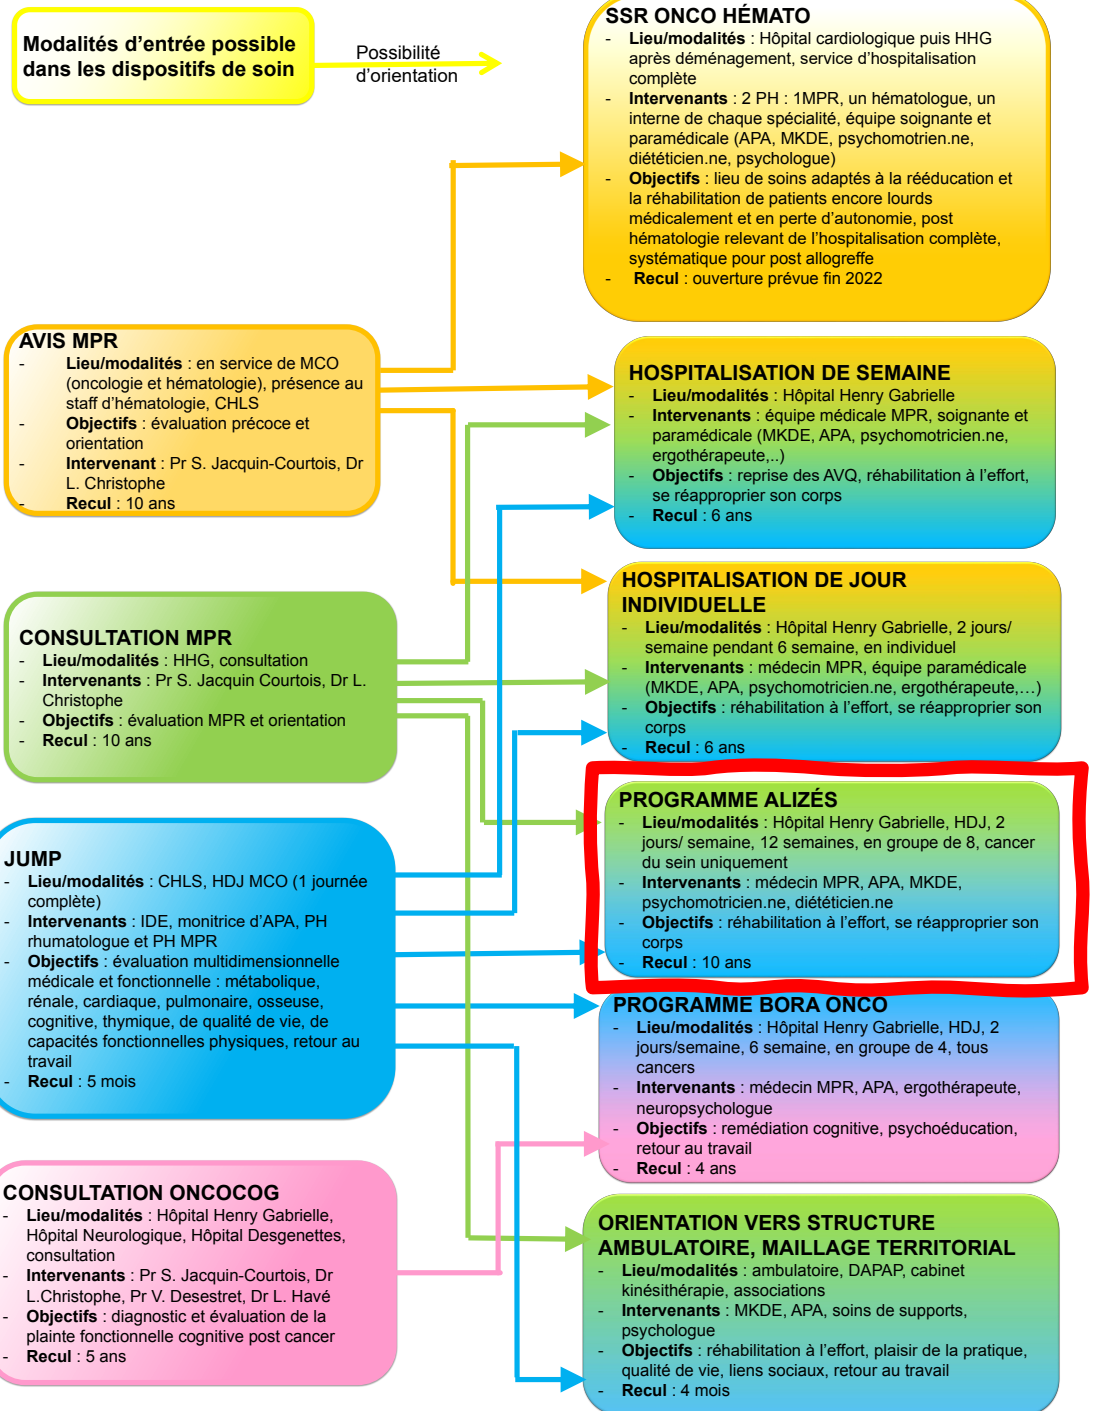 Modalités d'entrée possible
dans les dispositifs de soin
Possibilité
d'orientation
AVIS MPR
- Lieu/modalités : en service de MCO
(oncologie et hématologie), présence au
staff d'hématologie, CHLS
- Objectifs : évaluation précoce et
orientation
- Intervenant : Pr S. Jacquin-Courtois, Dr
L. Christophe
- Recul : 10 ans
CONSULTATION MPR
- Lieu/modalités : HHG, consultation
- Intervenants : Pr S. Jacquin Courtois, Dr L.
Christophe
- Objectifs : évaluation MPR et orientation
- Recul : 10 ans
JUMP
- Lieu/modalités : CHLS, HDJ MCO (1 journée
complète)
- Intervenants : IDE, monitrice d'APA, PH
rhumatologue et PH MPR
- Objectifs : évaluation multidimensionnelle
médicale et fonctionnelle : métabolique,
rénale, cardiaque, pulmonaire, osseuse,
cognitive, thymique, de qualité de vie, de
capacités fonctionnelles physiques, retour au
travail
- Recul : 5 mois
CONSULTATION ONCOCOG
- Lieu/modalités : Hôpital Henry Gabrielle,
Hôpital Neurologique, Hôpital Desgenettes,
consultation
- Intervenants : Pr S. Jacquin-Courtois, Dr
L.Christophe, Pr V. Desestret, Dr L. Havé
- Objectifs : diagnostic et évaluation de la
plainte fonctionnelle cognitive post cancer
- Recul : 5 ans
SSR ONCO HÉMATO
- Lieu/modalités : Hôpital cardiologique puis HHG
après déménagement, service d'hospitalisation
complète
- Intervenants : 2 PH : 1MPR, un hématologue, un
interne de chaque spécialité, équipe soignante et
paramédicale (APA, MKDE, psychomotrien.ne,
diététicien.ne, psychologue)
- Objectifs : lieu de soins adaptés à la rééducation et
la réhabilitation de patients encore lourds
médicalement et en perte d'autonomie, post
hématologie relevant de l'hospitalisation complète,
systématique pour post allogreffe
- Recul : ouverture prévue fin 2022
HOSPITALISATION DE SEMAINE
- Lieu/modalités : Hôpital Henry Gabrielle
- Intervenants : équipe médicale MPR, soignante et
paramédicale (MKDE, APA, psychomotricien.ne,
ergothérapeute,..)
- Objectifs : reprise des AVQ, réhabilitation à l'effort,
se réapproprier son corps
- Recul : 6 ans
HOSPITALISATION DE JOUR
INDIVIDUELLE
- Lieu/modalités : Hôpital Henry Gabrielle, 2 jours/
semaine pendant 6 semaine, en individuel
- Intervenants : médecin MPR, équipe paramédicale
(MKDE, APA, psychomotricien.ne, ergothérapeute,…)
- Objectifs : réhabilitation à l'effort, se réapproprier son
corps
- Recul : 6 ans
PROGRAMME ALIZÉS
- Lieu/modalités : Hôpital Henry Gabrielle, HDJ, 2
jours/ semaine, 12 semaines, en groupe de 8, cancer
du sein uniquement
- Intervenants : médecin MPR, APA, MKDE,
psychomotricien.ne, diététicien.ne
- Objectifs : réhabilitation à l'effort, se réapproprier son
corps
- Recul : 10 ans
PROGRAMME BORA ONCO
- Lieu/modalités : Hôpital Henry Gabrielle, HDJ, 2
jours/semaine, 6 semaine, en groupe de 4, tous
cancers
- Intervenants : médecin MPR, APA, ergothérapeute,
neuropsychologue
- Objectifs : remédiation cognitive, psychoéducation,
retour au travail
- Recul : 4 ans
ORIENTATION VERS STRUCTURE
AMBULATOIRE, MAILLAGE TERRITORIAL
- Lieu/modalités : ambulatoire, DAPAP, cabinet
kinésithérapie, associations
- Intervenants : MKDE, APA, soins de supports,
psychologue
- Objectifs : réhabilitation à l'effort, plaisir de la pratique,
qualité de vie, liens sociaux, retour au travail
- Recul : 4 mois